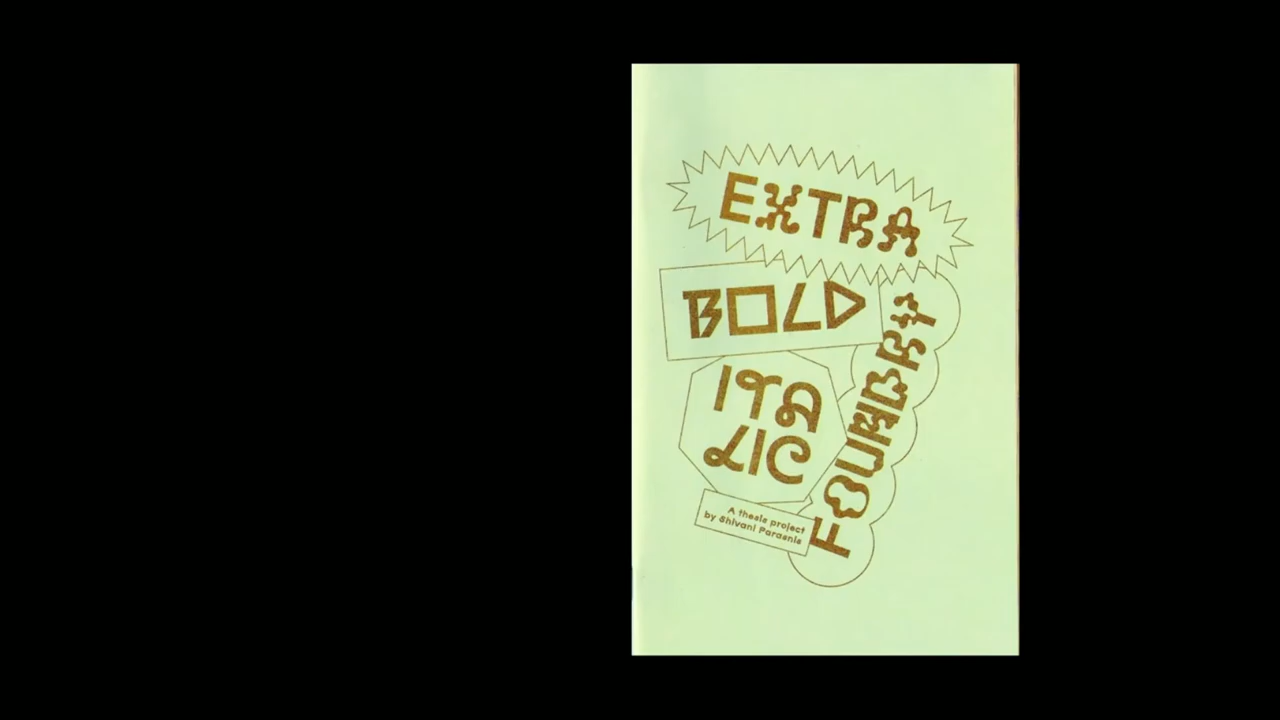 EXTRA
BOLD
ITA
LIC
FOUNDRY
A thesis project
by Shivani Parasnis